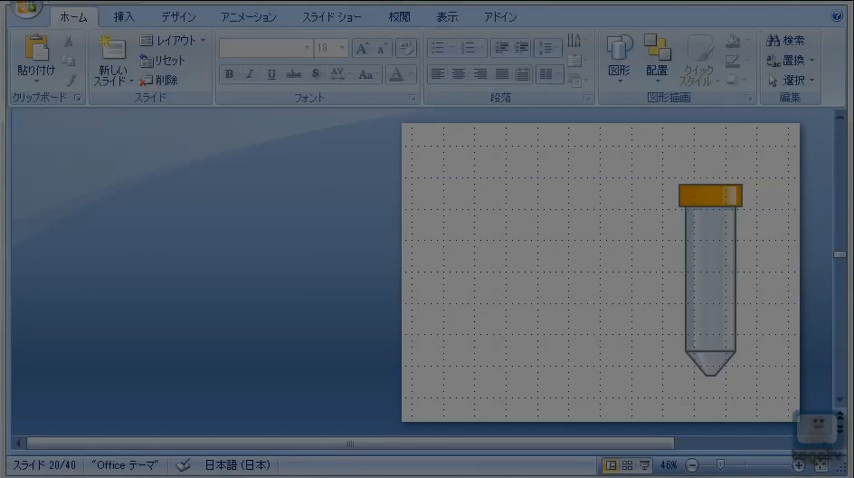 ホーム 挿入 デザイン アニメーション スライド ショー 校閲 表示 アドイン
貼り付け
クリップボード
新しい
スライド
レイアウト
リセット
削除
スライド
18
B I U abc S AV Aa A
フォント
段落
図形
配置
クイック
スタイル
図形描画
検索
置換
選択
編集
スライド 20/40 "Office テーマ" 日本語 (日本) 46%